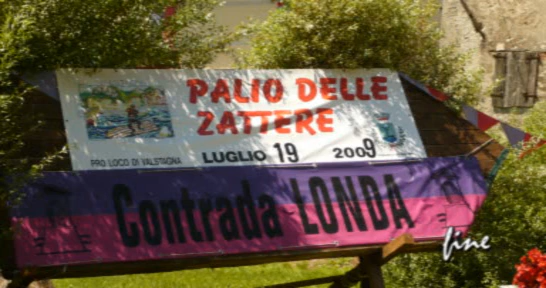 PALIO DELLE
ZATTERE
PRO LOCO DI VALSTAGNA LUGLIO 19 2009
Contrada LONDA
fine